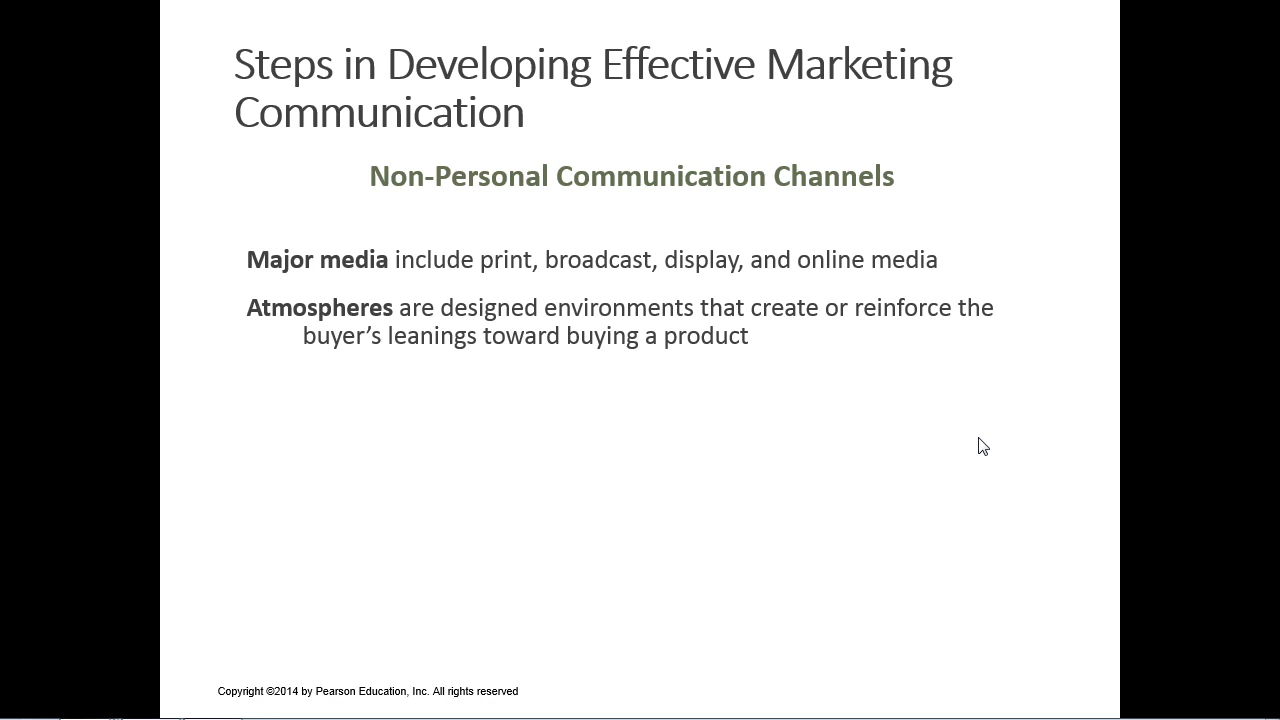 Steps in Developing Effective Marketing
Communication
Non-Personal Communication Channels
Major media include print, broadcast, display, and online media
Atmospheres are designed environments that create or reinforce the
buyer’s leanings toward buying a product
Copyright ©2014 by Pearson Education, Inc. All rights reserved